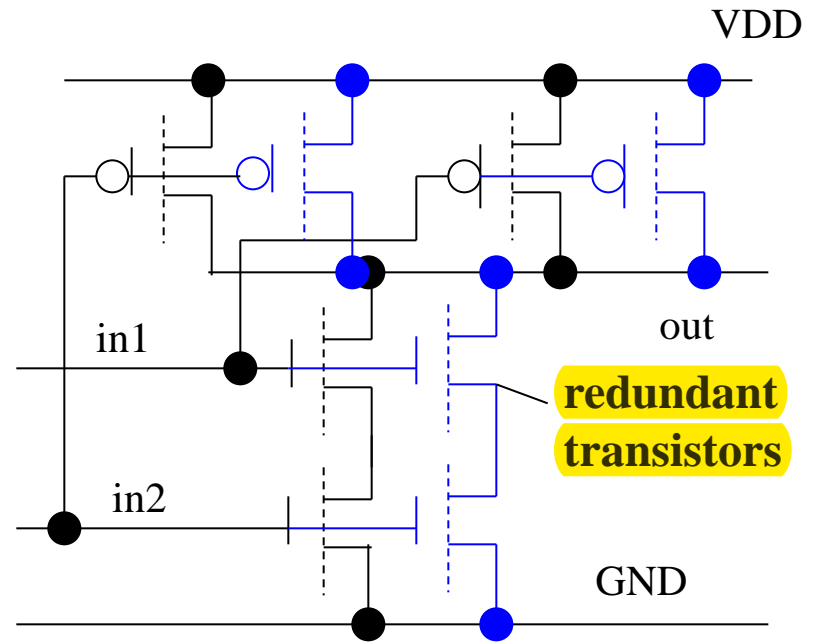 VDD
in1
out
redundant
transistors
in2
GND